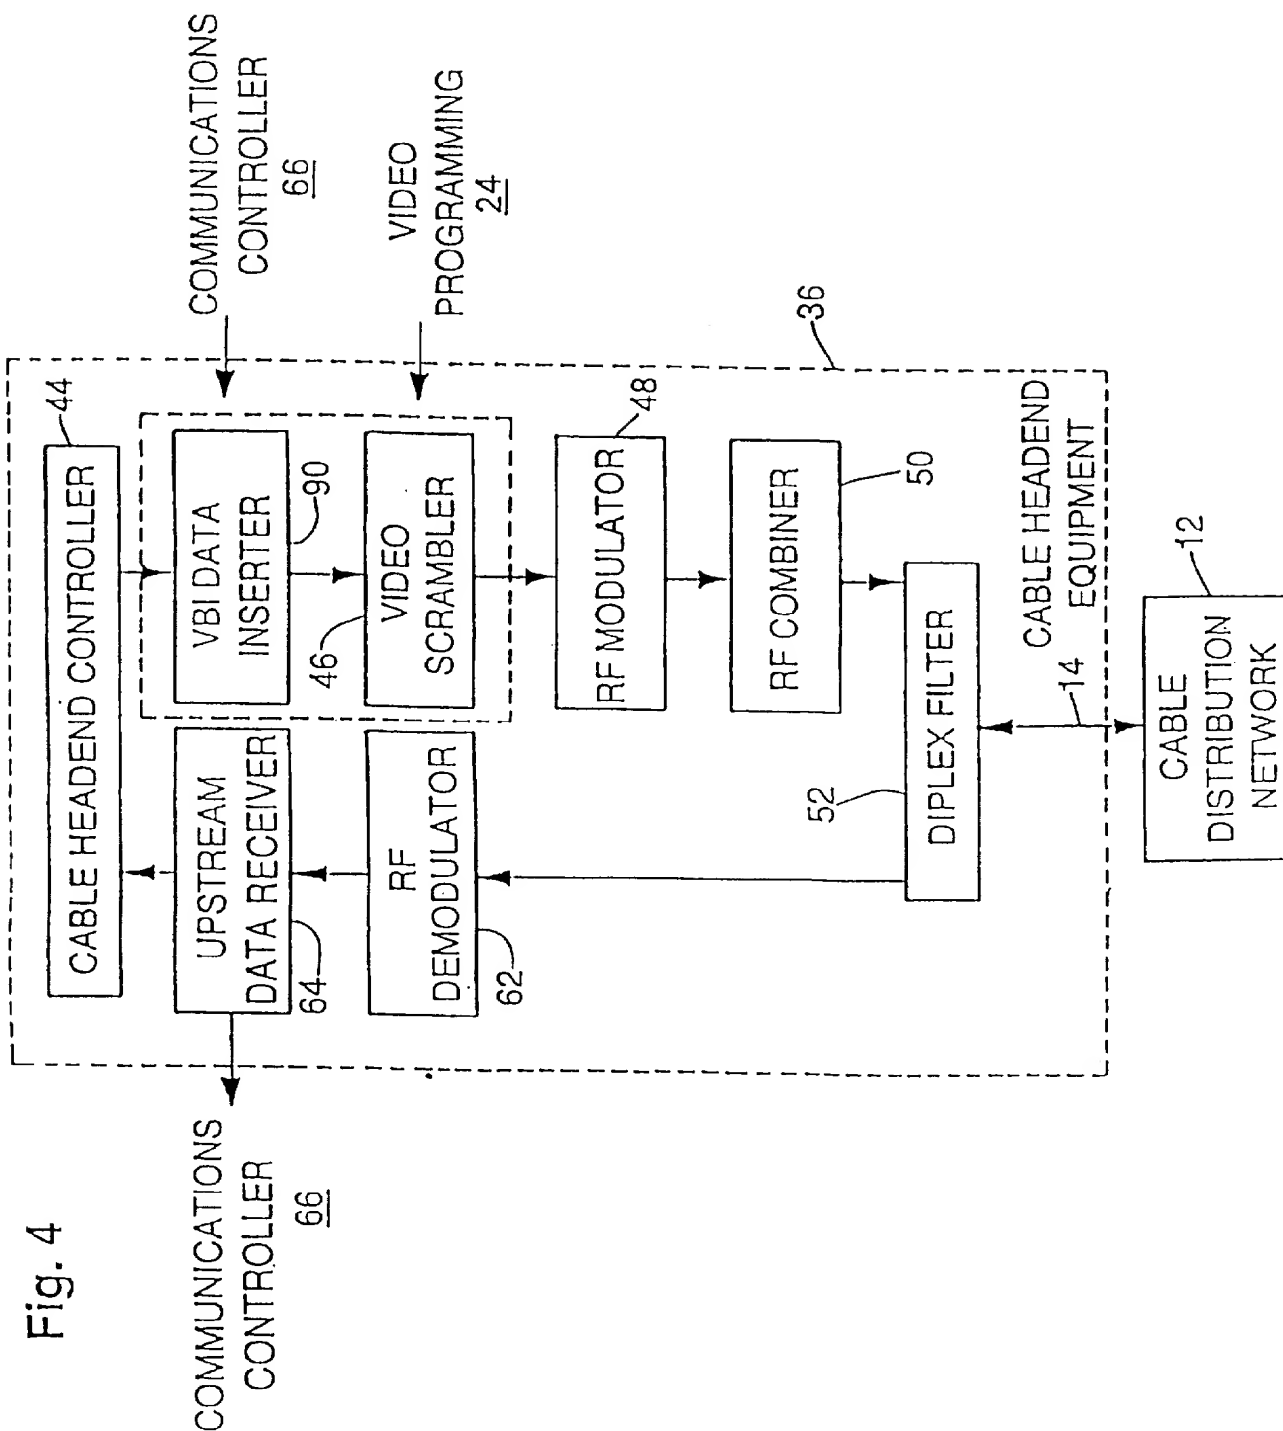 Fig. 4
COMMUNICATIONS
CONTROLLER
66
CABLE HEADEND CONTROLLER
44
UPSTREAM
DATA RECEIVER
64
VBI DATA
INSERTER
90
COMMUNICATIONS
CONTROLLER
66
RF
DEMODULATOR
62
46
VIDEO
SCRAMBLER
VIDEO
PROGRAMMING
24
RF MODULATOR
48
RF COMBINER
50
36
52
DIPLEX FILTER
CABLE HEADEND
EQUIPMENT
14
CABLE
DISTRIBUTION
NETWORK
12